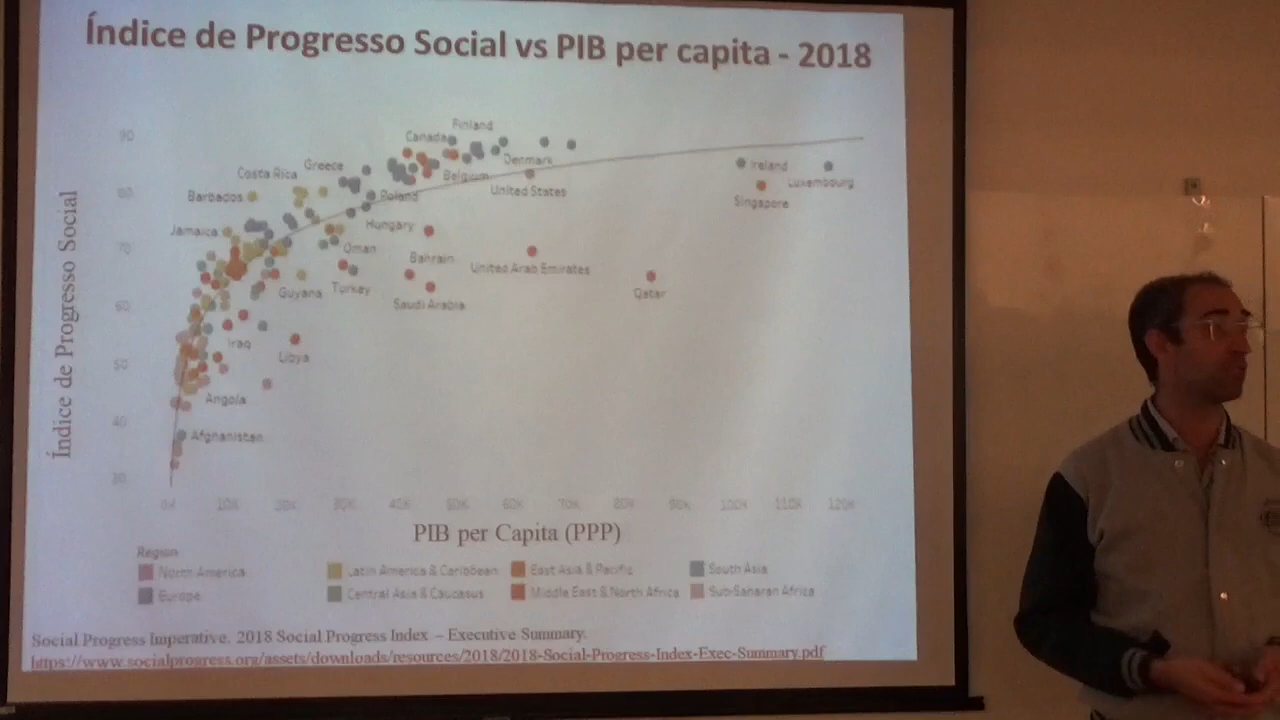 Índice de Progresso Social vs PIB per capita - 2018
Índice de Progresso Social
90
80
70
60
50
40
30
Finland
Canada
Greece
Denmark
Costa Rica
Belgium
Ireland
Luxembourg
United States
Barbados
Poland
Singapore
Jamaica
Hungary
Oman
Bahrain
United Arab Emirates
Guyana
Turkey
Saudi Arabia
Qatar
Iraq
Libya
Angola
Afghanistan
0K 10K 20K 30K 40K 50K 60K 70K 80K 90K 100K 110K 120K
PIB per Capita (PPP)
Region
North America Latin America & Caribbean East Asia & Pacific South Asia
Europe Central Asia & Caucasus Middle East & North Africa Sub-Saharan Africa
Social Progress Imperative. 2018 Social Progress Index – Executive Summary.
https://www.socialprogress.org/assets/downloads/resources/2018/2018-Social-Progress-Index-Exec-Summary.pdf